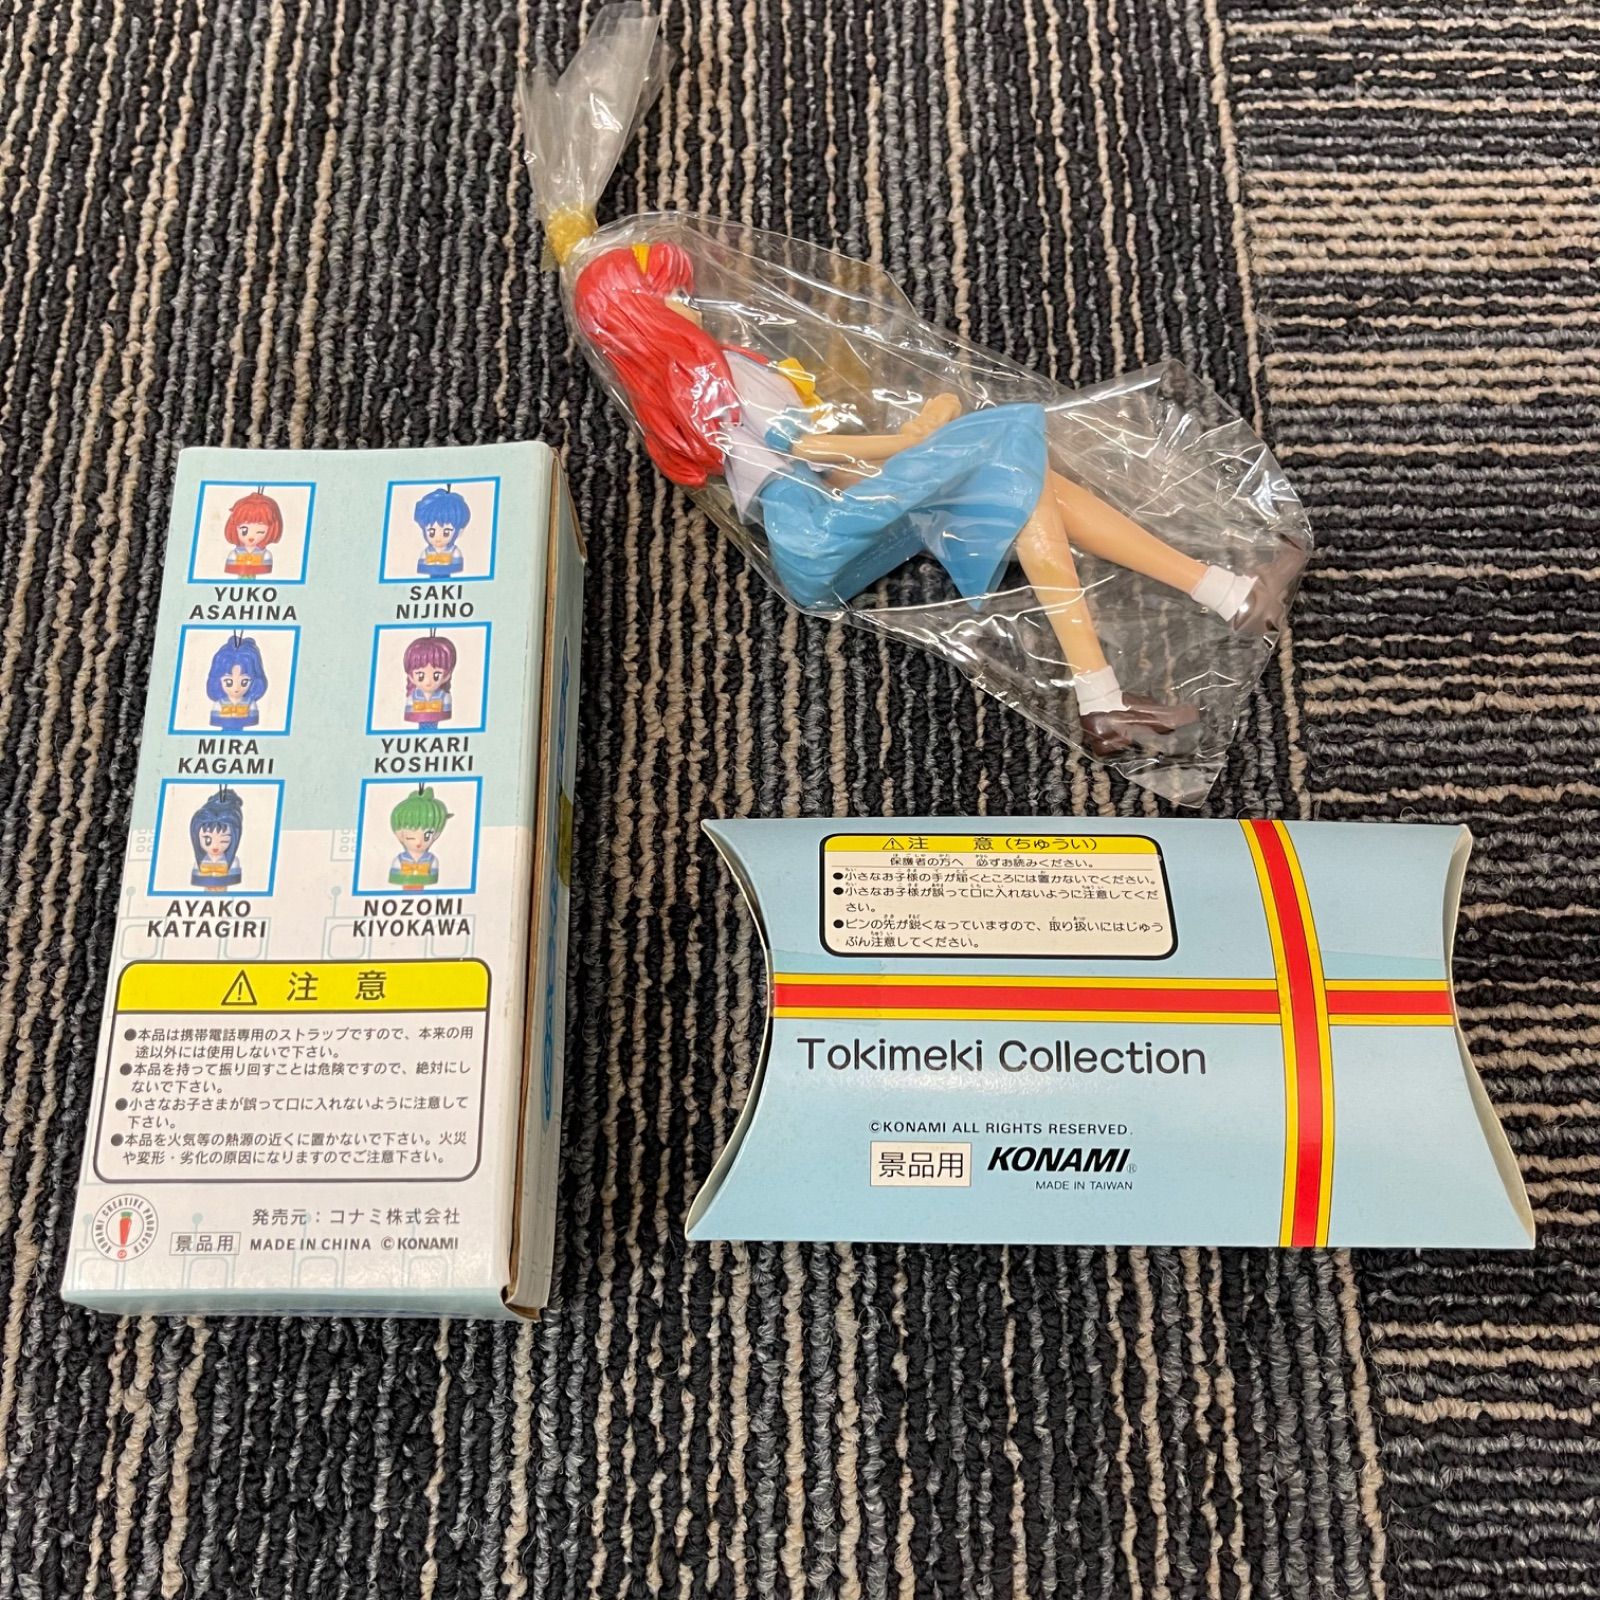 YUKO
ASAHINA
SAKI
NIJINO
MIRA
KAGAMI
YUKARI
KOSHIKI
AYAKO
KATAGIRI
NOZOMI
KIYOKAWA
注 意
●本品は携帯電話専用のストラップですので、本来の用
途以外には使用しないで下さい。
●本品を持って振り回すことは危険ですので、絶対にし
ないで下さい。
●小さなお子さまが誤って口に入れないように注意して
下さい。
●本品を火気等の熱源の近くに置かないで下さい。火災
や変形・劣化の原因になりますのでご注意下さい。
KONAMI CREATIVE PRODUCTS
発売元：コナミ株式会社
景品用 MADE IN CHINA ©KONAMI
注 意(ちゅうい)
保護者の方へ 必ずお読みください。
●小さなお子様の手が届くところには置かないでください。
●小さなお子様が誤って口に入れないように注意してくだ
さい。
●ピンの先が鋭くなっていますので、取り扱いにはじゅう
ぶん注意してください。
Tokimeki Collection
©KONAMI ALL RIGHTS RESERVED.
景品用 KONAMI®
MADE IN TAIWAN